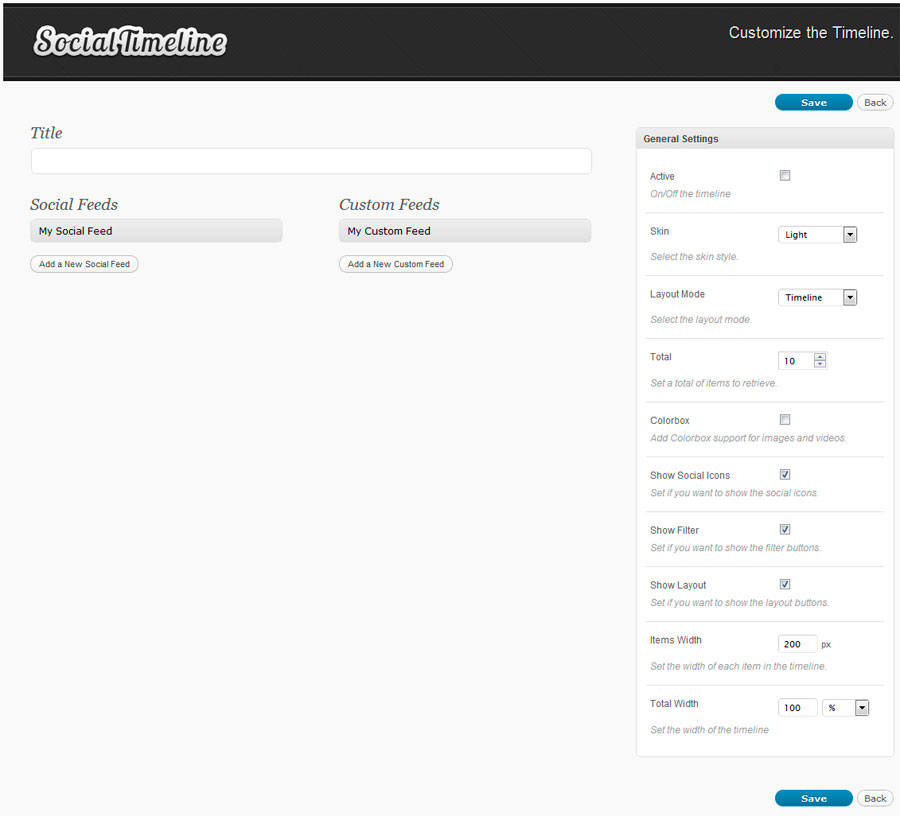 Social Timeline
Customize the Timeline.
Save Back
Title
Social Feeds
My Social Feed
Add a New Social Feed
Custom Feeds
My Custom Feed
Add a New Custom Feed
General Settings
Active
On/Off the timeline
Skin Light
Select the skin style.
Layout Mode Timeline
Select the layout mode.
Total 10
Set a total of items to retrieve.
Colorbox
Add Colorbox support for images and videos.
Show Social Icons
Set if you want to show the social icons.
Show Filter
Set if you want to show the filter buttons.
Show Layout
Set if you want to show the layout buttons.
Items Width 200 px
Set the width of each item in the timeline.
Total Width 100 %
Set the width of the timeline
Save Back